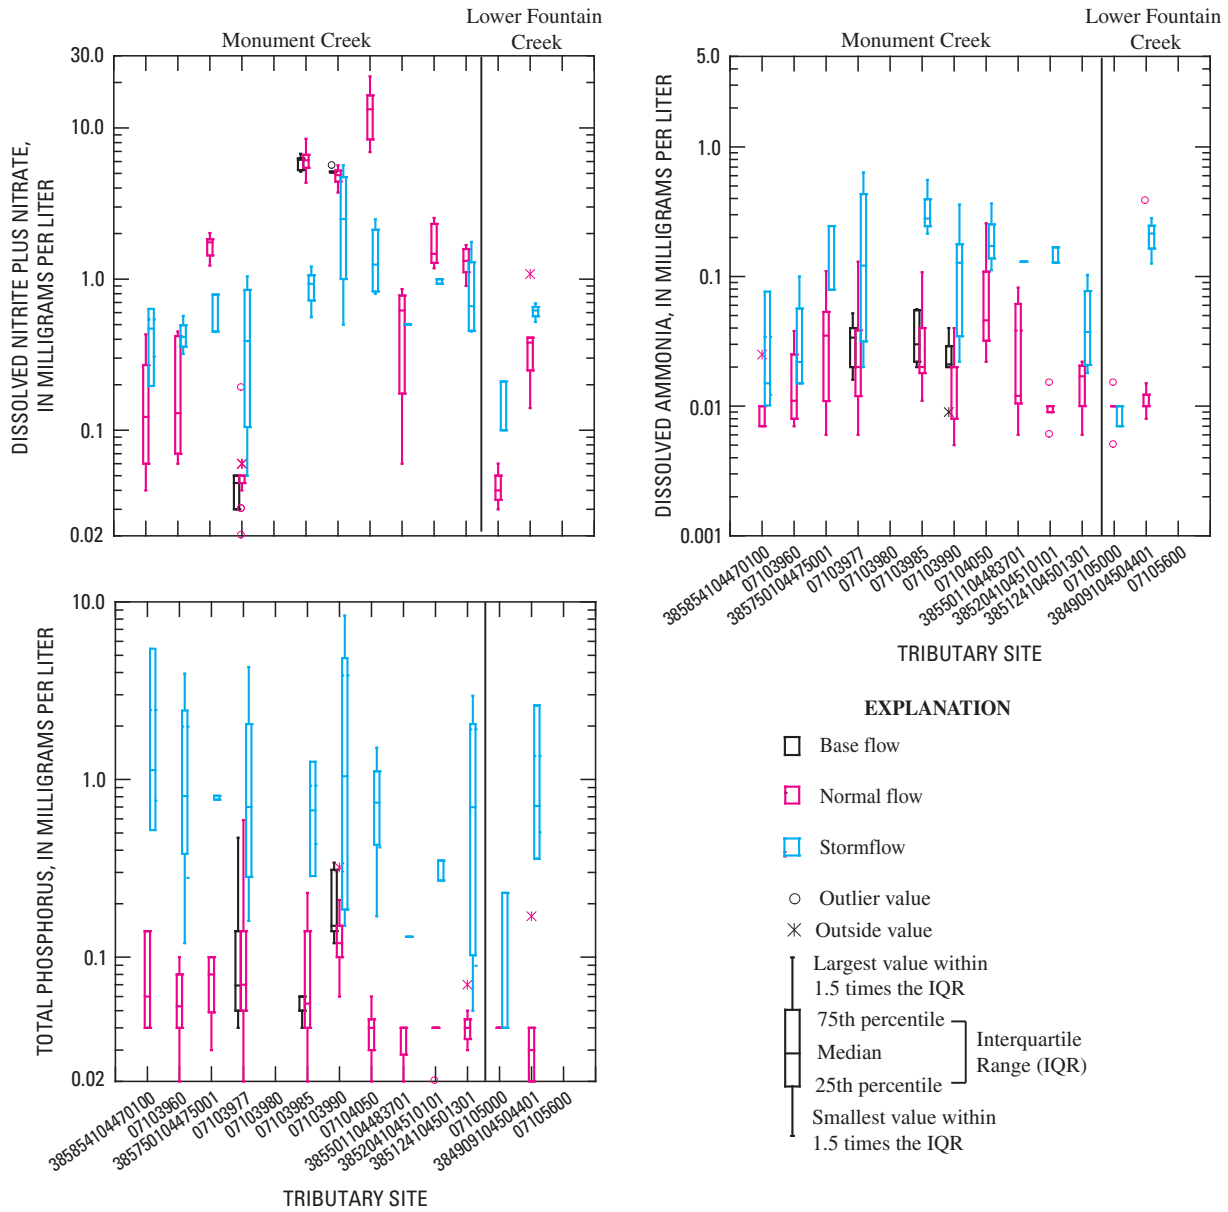 Monument Creek
Lower Fountain
Creek
DISSOLVED NITRITE PLUS NITRATE,
IN MILLIGRAMS PER LITER
30.0
10.0
1.0
0.1
0.02
Monument Creek
Lower Fountain
Creek
DISSOLVED AMMONIA, IN MILLIGRAMS PER LITER
5.0
1.0
0.1
0.01
0.001
385854104470100
07103960
385750104475001
07103977
07103980
07103985
07103990
07104050
385501104483701
385204104510101
385124104501301
07105000
384909104504401
07105600
TRIBUTARY SITE
TOTAL PHOSPHORUS, IN MILLIGRAMS PER LITER
10.0
1.0
0.1
0.02
385854104470100
07103960
385750104475001
07103977
07103980
07103985
07103990
07104050
385501104483701
385204104510101
385124104501301
07105000
384909104504401
07105600
TRIBUTARY SITE
EXPLANATION
Base flow
Normal flow
Stormflow
Outlier value
Outside value
Largest value within
1.5 times the IQR
75th percentile
Median
25th percentile
Interquartile
Range (IQR)
Smallest value within
1.5 times the IQR